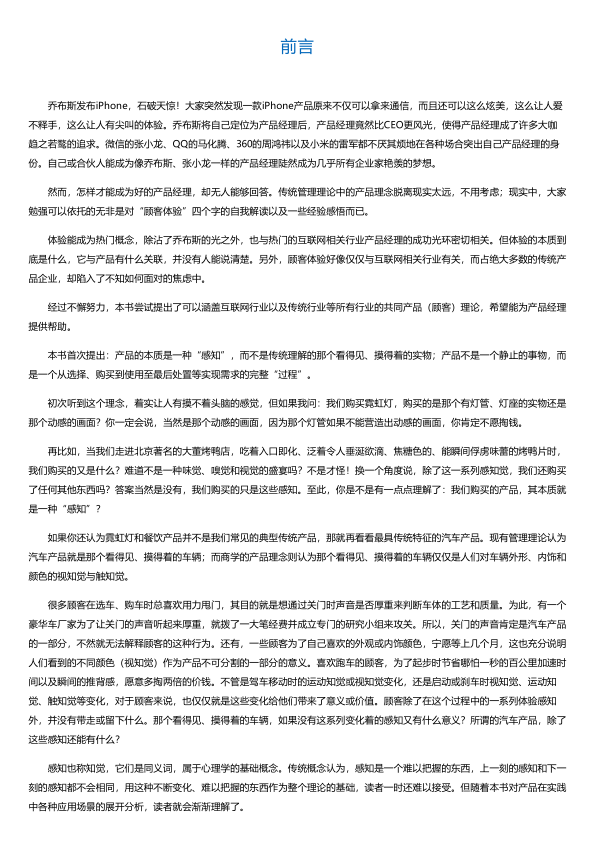 前言
乔布斯发布iPhone，石破天惊！大家突然发现一款iPhone产品原来不仅可以拿来通信，而且还可以这么炫美，这么让人爱
不释手，这么让人有尖叫的体验。乔布斯将自己定位为产品经理后，产品经理竟然比CEO更风光，使得产品经理成了许多大咖
趋之若鹜的追求。微信的张小龙、QQ的马化腾、360的周鸿祎以及小米的雷军都不厌其烦地在各种场合突出自己产品经理的身
份。自己或合伙人能成为像乔布斯、张小龙一样的产品经理陡然成为几乎所有企业家艳羡的梦想。
然而，怎样才能成为好的产品经理，却无人能够回答。传统管理理论中的产品理念脱离现实太远，不用考虑；现实中，大家
勉强可以依托的无非是对“顾客体验”四个字的自我解读以及一些经验感悟而已。
体验能成为热门概念，除沾了乔布斯的光之外，也与热门的互联网相关行业产品经理的成功光环密切相关。但体验的本质到
底是什么，它与产品有什么关联，并没有人能说清楚。另外，顾客体验好像仅仅与互联网相关行业有关，而占绝大多数的传统产
品企业，却陷入了不知如何面对的焦虑中。
经过不懈努力，本书尝试提出了可以涵盖互联网行业以及传统行业等所有行业的共同产品（顾客）理论，希望能为产品经理
提供帮助。
本书首次提出：产品的本质是一种“感知”，而不是传统理解的那个看得见、摸得着的实物；产品不是一个静止的事物，而
是一个从选择、购买到使用至最后处置等实现需求的完整“过程”。
初次听到这个理念，着实让人有摸不着头脑的感觉，但如果我问：我们购买霓虹灯，购买的是那个有灯管、灯座的实物还是
那个动感的画面？你一定会说，当然是那个动感的画面，因为那个灯管如果不能营造出动感的画面，你肯定不愿掏钱。
再比如，当我们走进北京著名的大董烤鸭店，吃着入口即化、泛着令人垂涎欲滴、焦糖色的、能瞬间俘虏味蕾的烤鸭片时，
我们购买的又是什么？难道不是一种味觉、嗅觉和视觉的盛宴吗？不是才怪！换一个角度说，除了这一系列感知觉，我们还购买
了任何其他东西吗？答案当然是没有，我们购买的只是这些感知。至此，你是不是有一点点理解了：我们购买的产品，其本质就
是一种“感知”？
如果你还认为霓虹灯和餐饮产品并不是我们常见的典型传统产品，那就再看看最具传统特征的汽车产品。现有管理理论认为
汽车产品就是那个看得见、摸得着的车辆；而商学的产品理念则认为那个看得见、摸得着的车辆仅仅是人们对车辆外形、内饰和
颜色的视知觉与触知觉。
很多顾客在选车、购车时总喜欢用力甩门，其目的就是想通过关门时声音是否厚重来判断车体的工艺和质量。为此，有一个
豪华车厂家为了让关门的声音听起来厚重，就拨了一大笔经费并成立专门的研究小组来攻关。所以，关门的声音肯定是汽车产品
的一部分，不然就无法解释顾客的这种行为。还有，一些顾客为了自己喜欢的外观或内饰颜色，宁愿等上几个月，这也充分说明
人们看到的不同颜色（视知觉）作为产品不可分割的一部分的意义。喜欢跑车的顾客，为了起步时节省哪怕一秒的百公里加速时
间以及瞬间的推背感，愿意多掏两倍的价钱。不管是驾车移动时的运动知觉或视知觉变化，还是启动或刹车时视知觉、运动知
觉、触知觉等变化，对于顾客来说，也仅仅就是这些变化给他们带来了意义或价值。顾客除了在这个过程中的一系列体验感知
外，并没有带走或留下什么。那个看得见、摸得着的车辆，如果没有这系列变化着的感知又有什么意义？所谓的汽车产品，除了
这些感知还能有什么？
感知也称知觉，它们是同义词，属于心理学的基础概念。传统概念认为，感知是一个难以把握的东西，上一刻的感知和下一
刻的感知都不会相同，用这种不断变化、难以把握的东西作为整个理论的基础，读者一时还难以接受。但随着本书对产品在实践
中各种应用场景的展开分析，读者就会渐渐理解了。